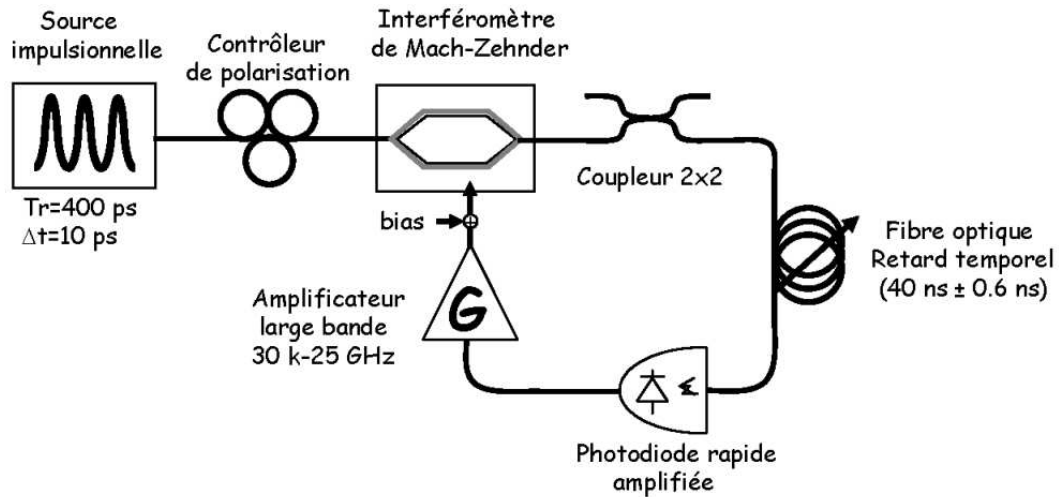 Source
impulsionnelle
Contrôleur
de polarisation
Interféromètre
de Mach-Zehnder
Tr=400 ps
Δt=10 ps
Coupleur 2x2
bias
Fibre optique
Retard temporel
(40 ns ± 0.6 ns)
Amplificateur
large bande
30 k-25 GHz
G
Photodiode rapide
amplifiée